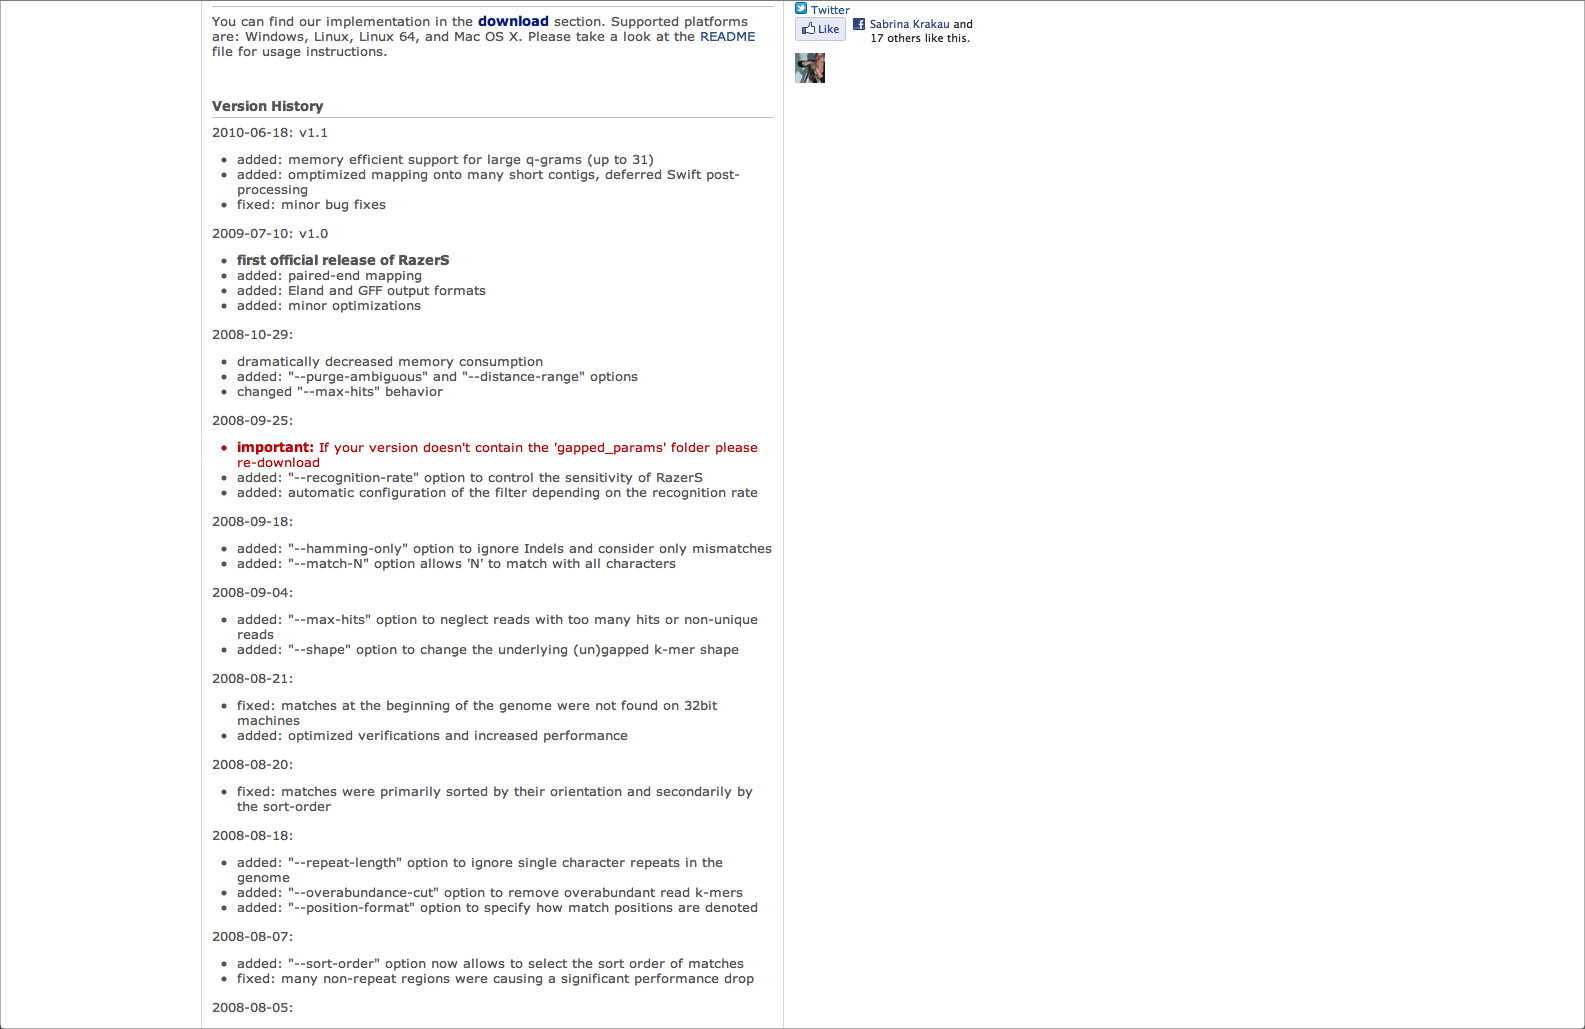 You can find our implementation in the download section. Supported platforms
are: Windows, Linux, Linux 64, and Mac OS X. Please take a look at the README
file for usage instructions.
Version History
2010-06-18: v1.1
• added: memory efficient support for large q-grams (up to 31)
• added: omptimized mapping onto many short contigs, deferred Swift post-
processing
• fixed: minor bug fixes
2009-07-10: v1.0
• first official release of RazerS
• added: paired-end mapping
• added: Eland and GFF output formats
• added: minor optimizations
2008-10-29:
• dramatically decreased memory consumption
• added: "--purge-ambiguous" and "--distance-range" options
• changed "--max-hits" behavior
2008-09-25:
• important: If your version doesn't contain the 'gapped_params' folder please
re-download
• added: "--recognition-rate" option to control the sensitivity of RazerS
• added: automatic configuration of the filter depending on the recognition rate
2008-09-18:
• added: "--hamming-only" option to ignore Indels and consider only mismatches
• added: "--match-N" option allows 'N' to match with all characters
2008-09-04:
• added: "--max-hits" option to neglect reads with too many hits or non-unique
reads
• added: "--shape" option to change the underlying (un)gapped k-mer shape
2008-08-21:
• fixed: matches at the beginning of the genome were not found on 32bit
machines
• added: optimized verifications and increased performance
2008-08-20:
• fixed: matches were primarily sorted by their orientation and secondarily by
the sort-order
2008-08-18:
• added: "--repeat-length" option to ignore single character repeats in the
genome
• added: "--overabundance-cut" option to remove overabundant read k-mers
• added: "--position-format" option to specify how match positions are denoted
2008-08-07:
• added: "--sort-order" option now allows to select the sort order of matches
• fixed: many non-repeat regions were causing a significant performance drop
2008-08-05:
Twitter
Like
Sabrina Krakau and
17 others like this.